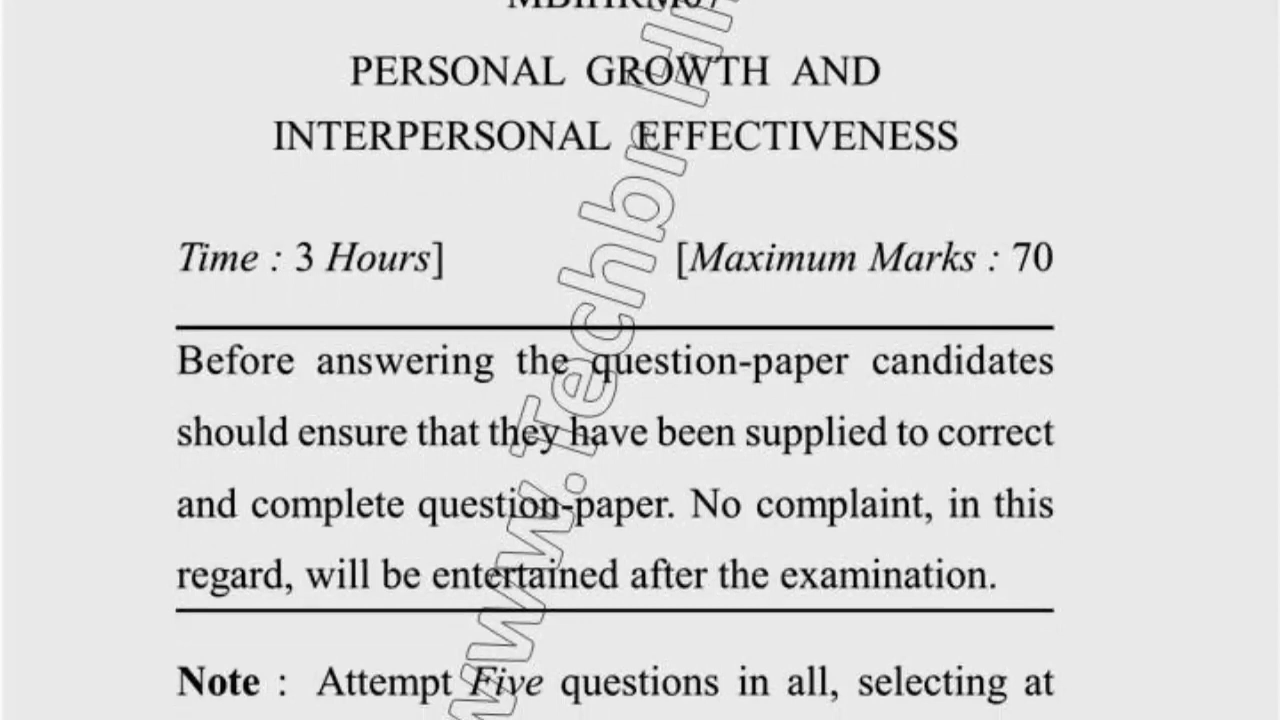 PERSONAL GROWTH AND
INTERPERSONAL EFFECTIVENESS
Time : 3 Hours] [Maximum Marks : 70
Before answering the question-paper candidates
should ensure that they have been supplied to correct
and complete question-paper. No complaint, in this
regard, will be entertained after the examination.
Note : Attempt Five questions in all, selecting at
www.Techbr